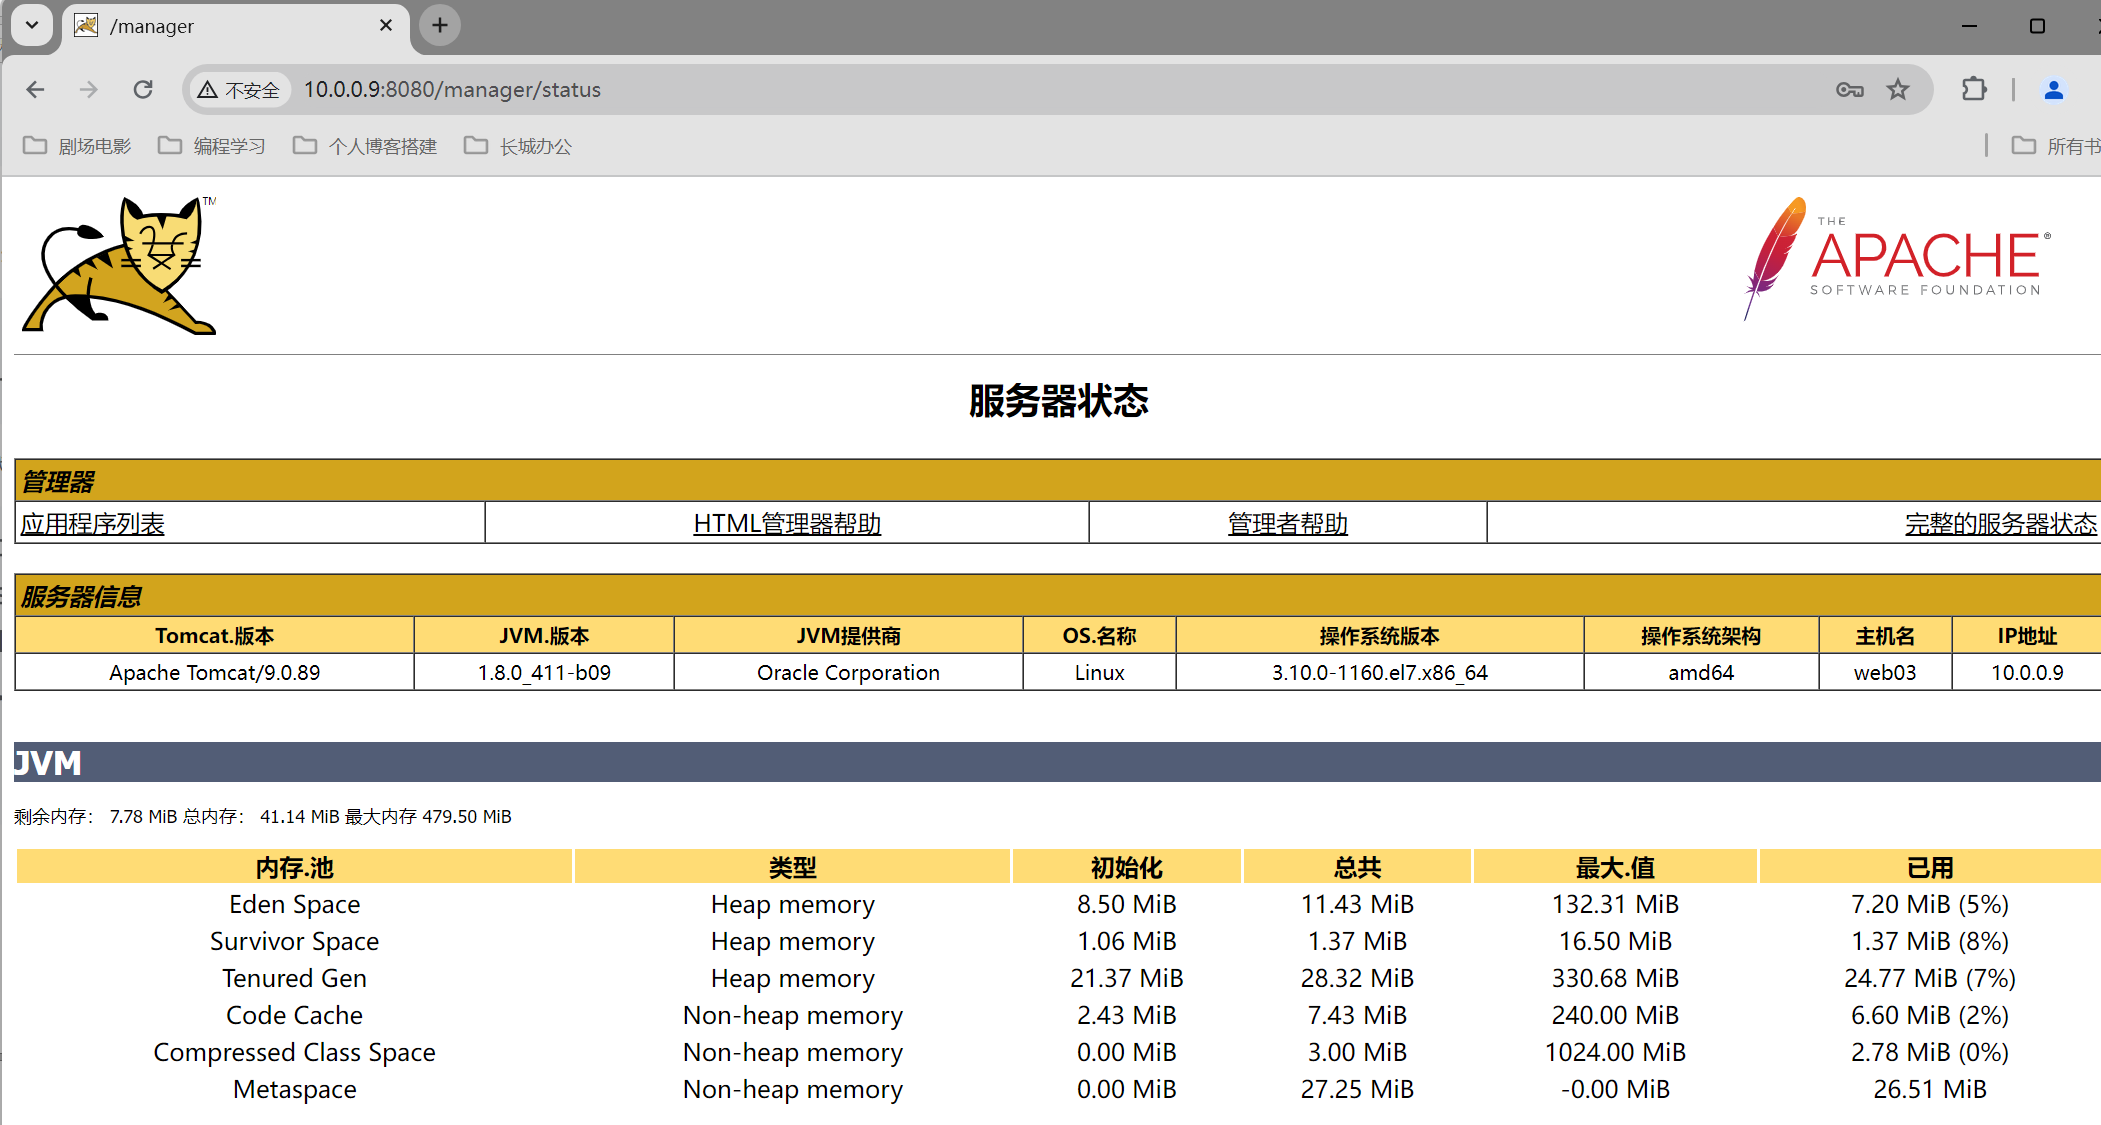 /manager
不安全 10.0.0.9:8080/manager/status
剧场电影 编程学习 个人博客搭建 长城办公 所有书
TM
THE
APACHE®
SOFTWARE FOUNDATION
服务器状态
管理器
应用程序列表 HTML管理器帮助 管理者帮助 完整的服务器状态
服务器信息
Tomcat.版本 JVM.版本 JVM提供商 OS.名称 操作系统版本 操作系统架构 主机名 IP地址
Apache Tomcat/9.0.89 1.8.0_411-b09 Oracle Corporation Linux 3.10.0-1160.el7.x86_64 amd64 web03 10.0.0.9
JVM
剩余内存： 7.78 MiB 总内存： 41.14 MiB 最大内存 479.50 MiB
内存.池 类型 初始化 总共 最大.值 已用
Eden Space Heap memory 8.50 MiB 11.43 MiB 132.31 MiB 7.20 MiB (5%)
Survivor Space Heap memory 1.06 MiB 1.37 MiB 16.50 MiB 1.37 MiB (8%)
Tenured Gen Heap memory 21.37 MiB 28.32 MiB 330.68 MiB 24.77 MiB (7%)
Code Cache Non-heap memory 2.43 MiB 7.43 MiB 240.00 MiB 6.60 MiB (2%)
Compressed Class Space Non-heap memory 0.00 MiB 3.00 MiB 1024.00 MiB 2.78 MiB (0%)
Metaspace Non-heap memory 0.00 MiB 27.25 MiB -0.00 MiB 26.51 MiB